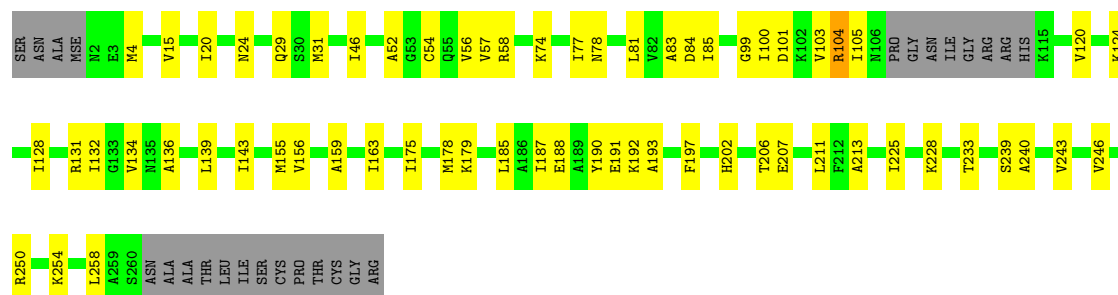 SER ASN ALA MSE N2 E3 M4 V15 I20 N24 Q29 S30 M31 I46 A52 G53 C54 Q55 V56 V57 R58 K74 I77 N78 L81 V82 A83 D84 I85 G99 I100 D101 K102 V103 R104 I105 N106 PRO GLY ASN ILE GLY ARG ARG HIS K115 V120 K124
I128 R131 I132 G133 V134 N135 A136 L139 I143 M155 V156 A159 I163 I175 M178 K179 L185 A186 I187 E188 A189 Y190 E191 K192 A193 F197 H202 T206 E207 L211 F212 A213 I225 K228 T233 S239 A240 V243 V246
R250 K254 L258 A259 S260 ASN ALA ALA THR LEU ILE SER CYS PRO THR CYS GLY ARG